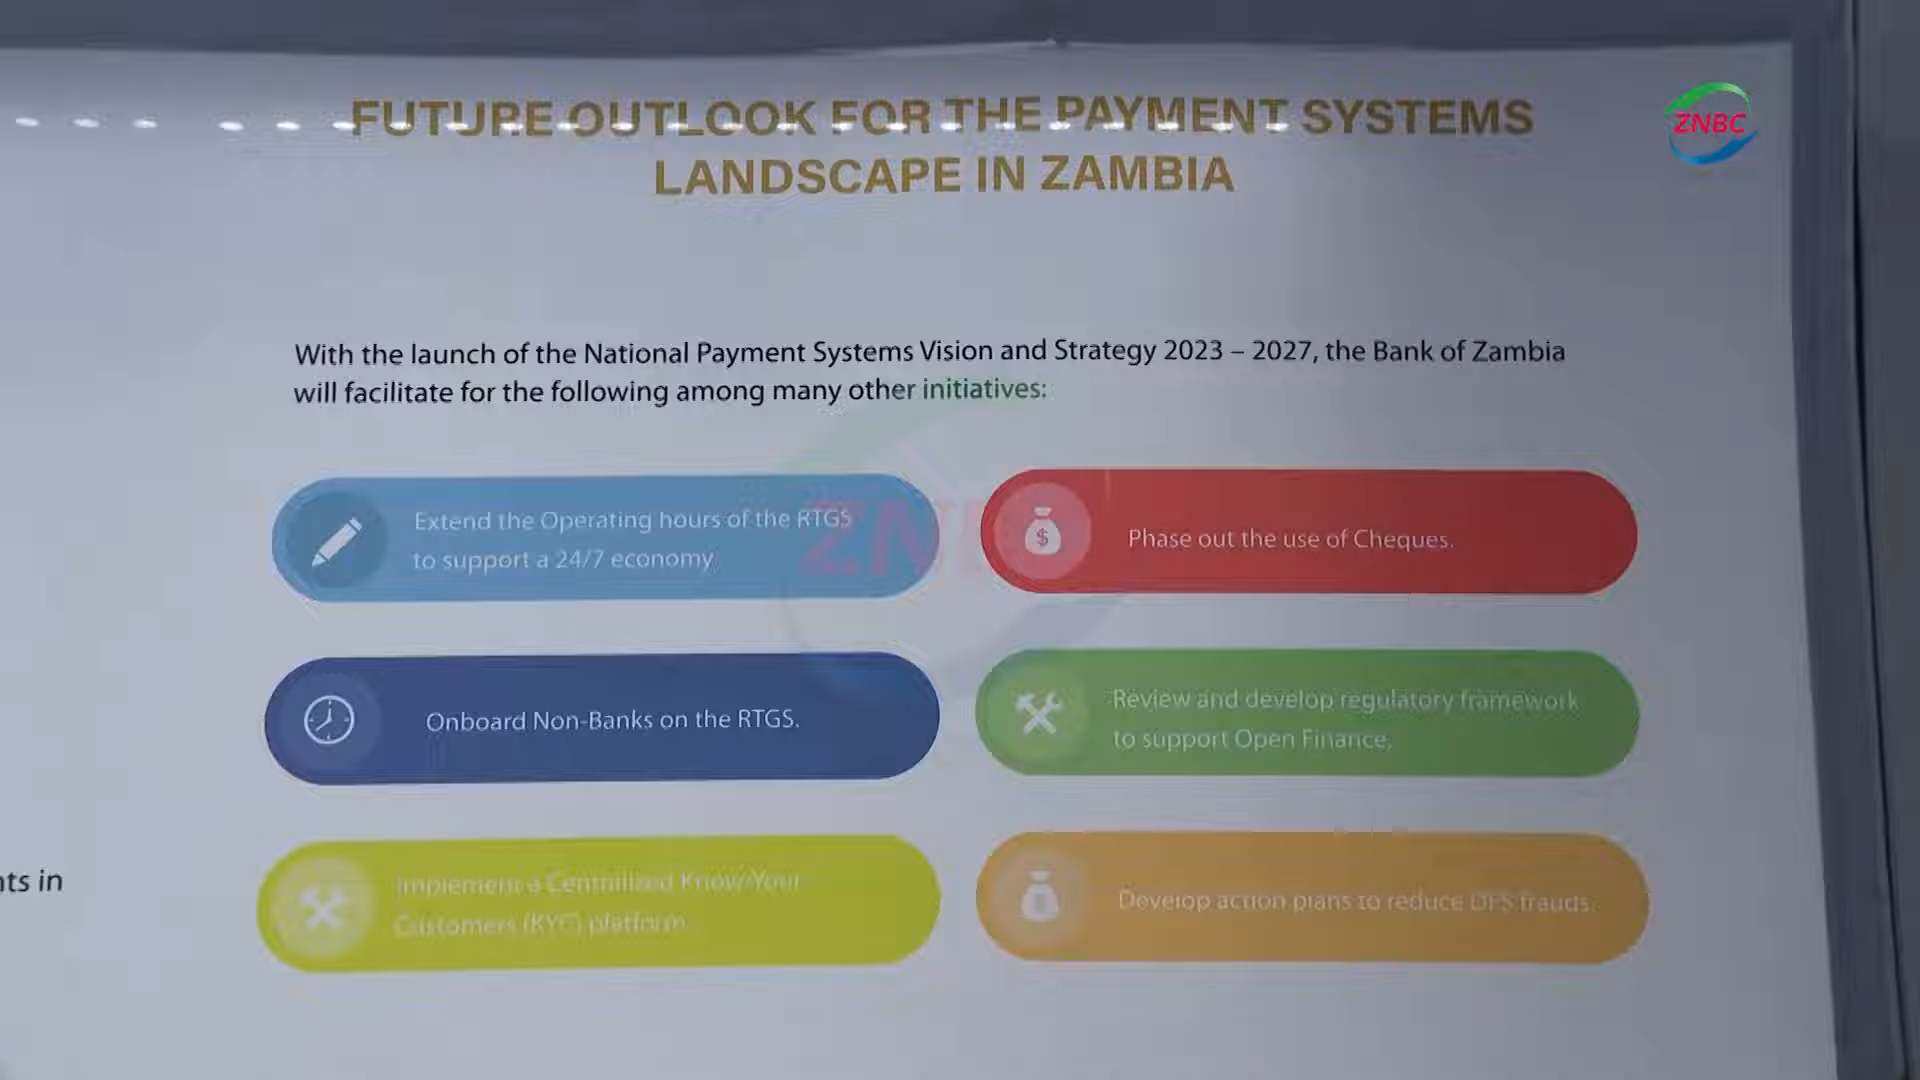 FUTURE OUTLOOK FOR THE PAYMENT SYSTEMS
LANDSCAPE IN ZAMBIA
ZNBC
With the launch of the National Payment Systems Vision and Strategy 2023 – 2027, the Bank of Zambia
will facilitate for the following among many other initiatives:
Extend the Operating hours of the RTGS
to support a 24/7 economy
Phase out the use of Cheques.
Onboard Non-Banks on the RTGS.
Review and develop regulatory framework
to support Open Finance.
Implement a Centralized Know-Your
Customers (KYC) platform.
Develop action plans to reduce DFS frauds.
in